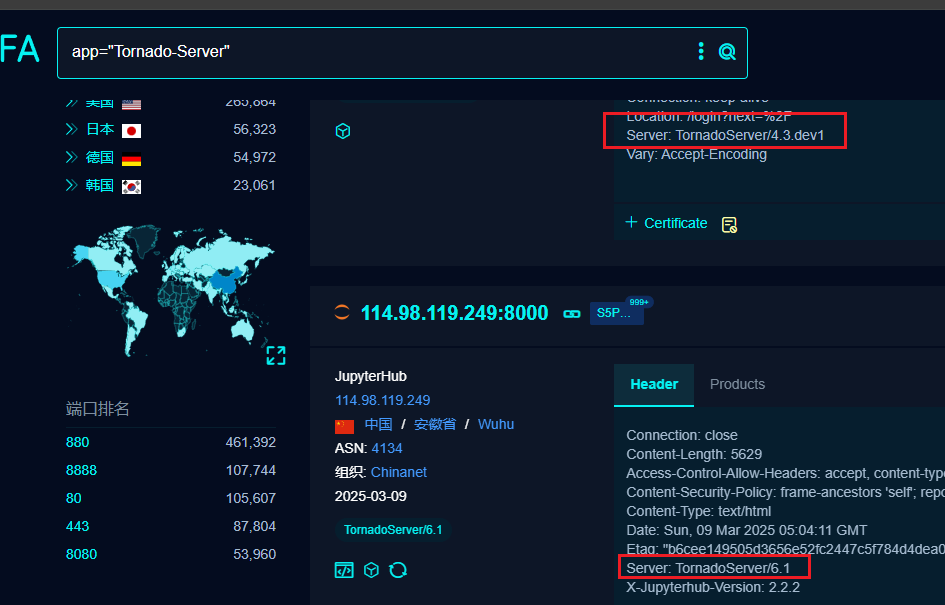 FA
app="Tornado-Server"
美国 265,864
日本 56,323
德国 54,972
韩国 23,061
端口排名
880 461,392
8888 107,744
80 105,607
443 87,804
8080 53,960
Connection: keep-alive
Location: /login?next=%2F
Server: TornadoServer/4.3.dev1
Vary: Accept-Encoding
+ Certificate
114.98.119.249:8000
S5P...
999+
JupyterHub
114.98.119.249
中国 / 安徽省 / Wuhu
ASN: 4134
组织: Chinanet
2025-03-09
TornadoServer/6.1
Header Products
Connection: close
Content-Length: 5629
Access-Control-Allow-Headers: accept, content-type
Content-Security-Policy: frame-ancestors 'self'; repo
Content-Type: text/html
Date: Sun, 09 Mar 2025 05:04:11 GMT
Etag: "b6cee149505d3656e52fc2447c5f784d4dea0
Server: TornadoServer/6.1
X-Jupyterhub-Version: 2.2.2